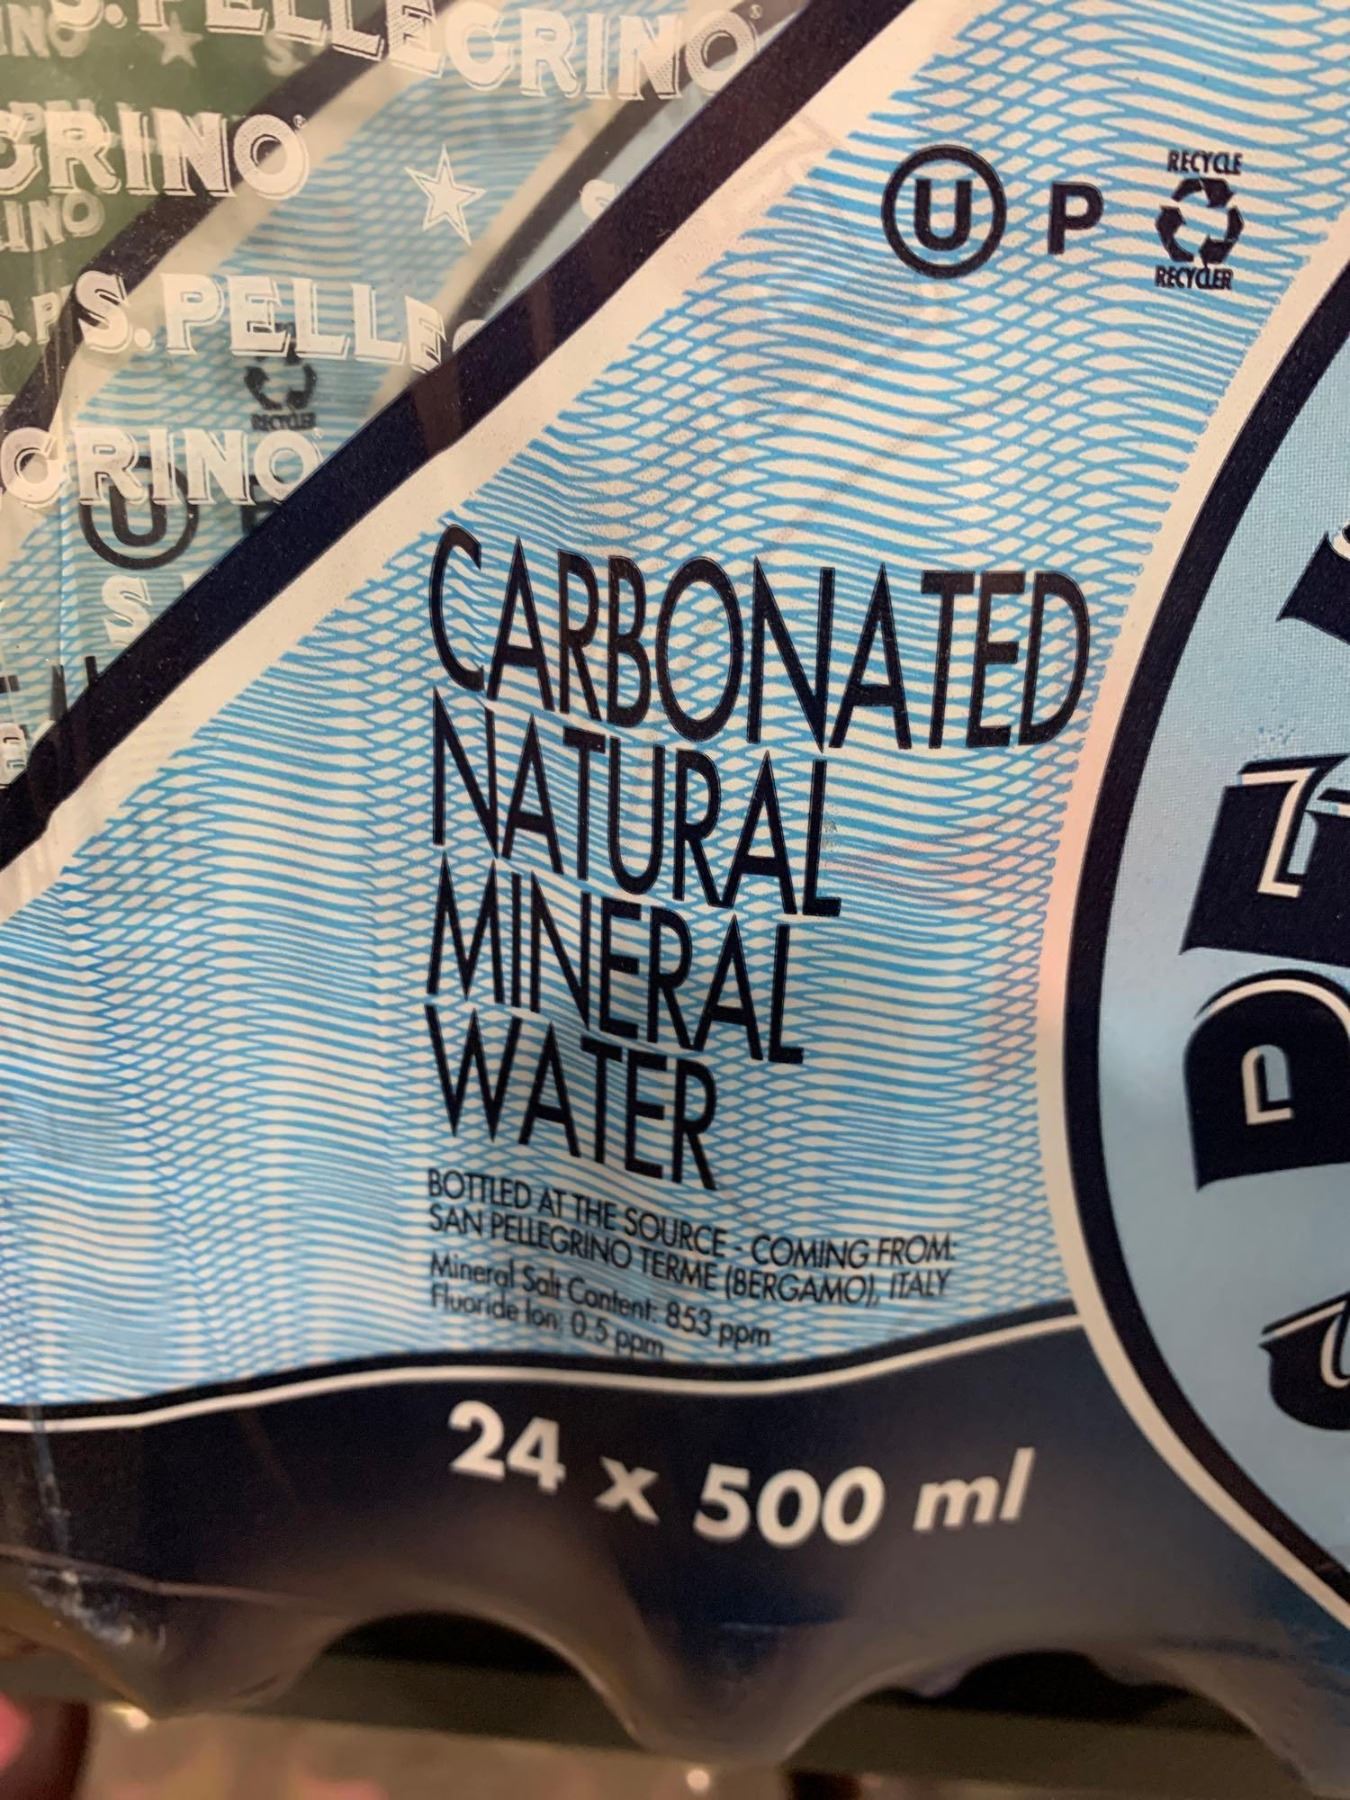 S.PELLEGRINO
GRINO
S.PELLEGRINO
GRINO
U P
RECYCLE
RECYCLER
RECYCLER
U
CARBONATED
NATURAL
MINERAL
WATER
BOTTLED AT THE SOURCE - COMING FROM:
SAN PELLEGRINO TERME (BERGAMO), ITALY
Mineral Salt Content: 853 ppm
Fluoride Ion: 0.5 ppm
24 x 500 ml